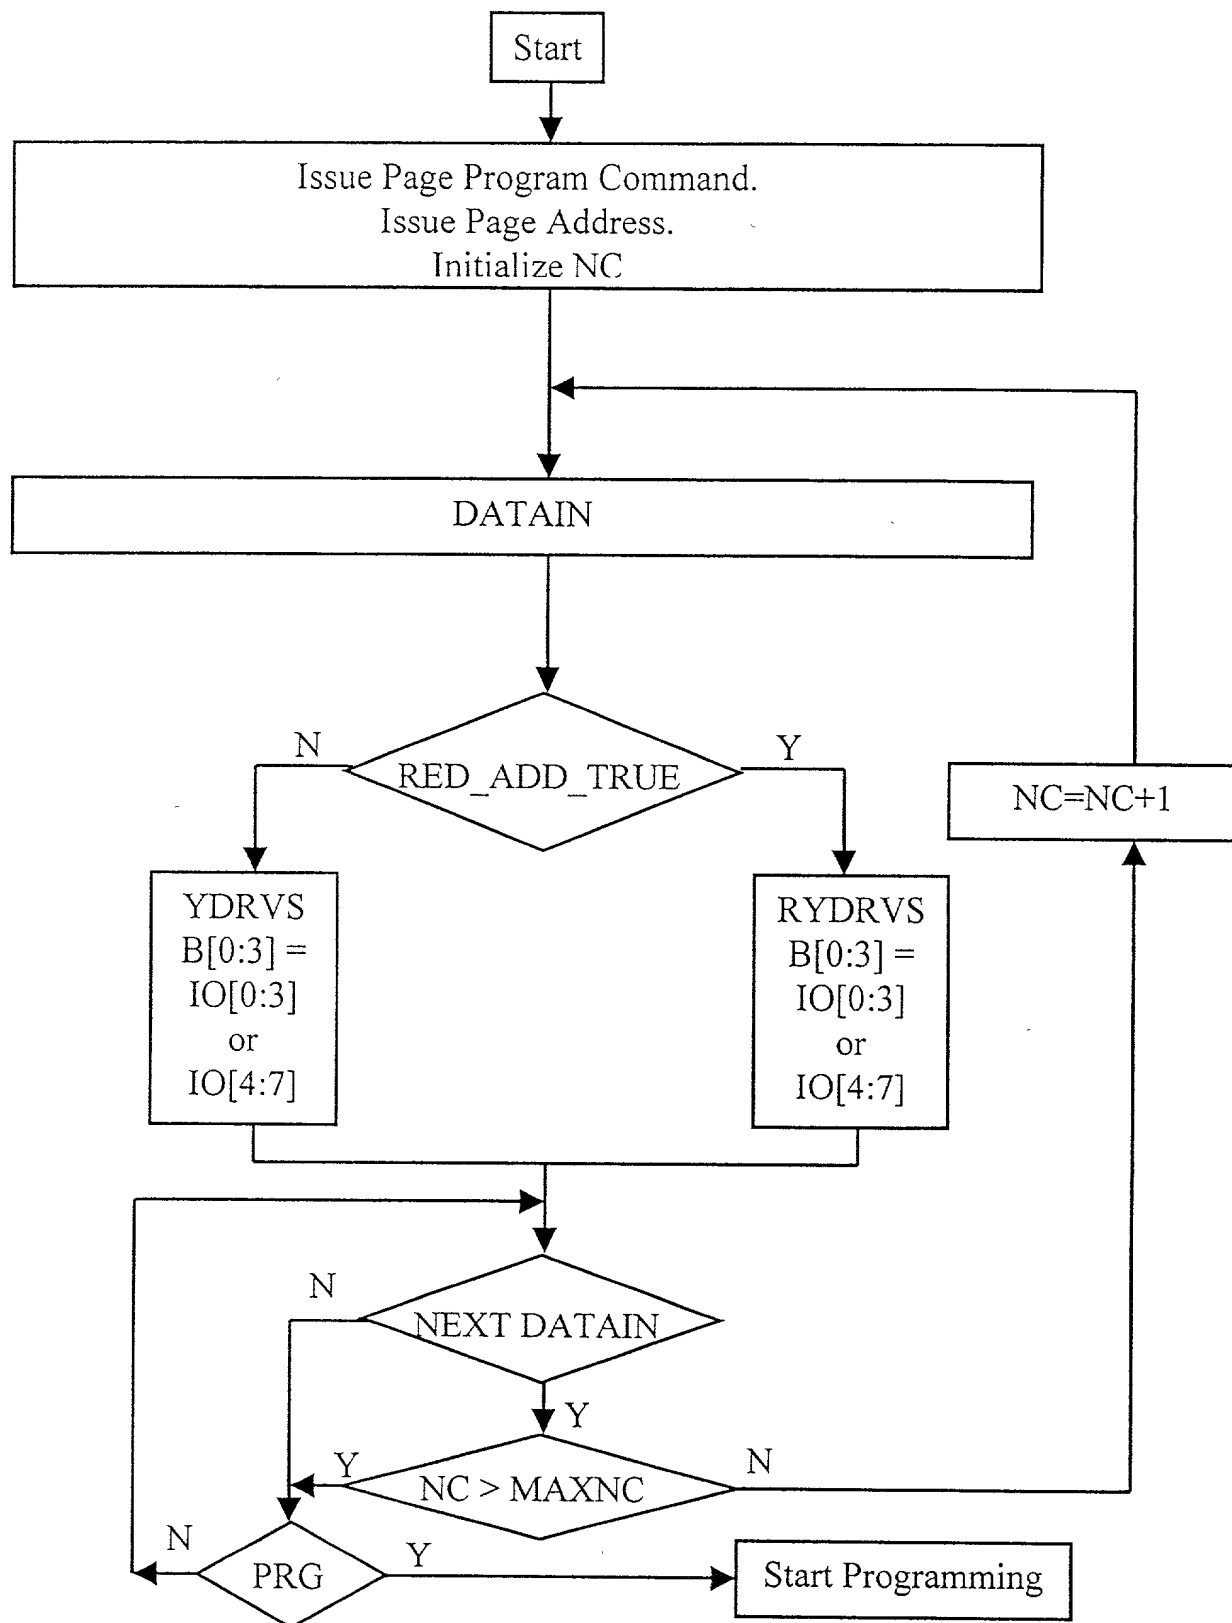 Start
Issue Page Program Command.
Issue Page Address.
Initialize NC
DATAIN
N
Y
RED_ADD_TRUE
NC=NC+1
YDRVS
B[0:3] =
IO[0:3]
or
IO[4:7]
RYDRVS
B[0:3] =
IO[0:3]
or
IO[4:7]
N
NEXT DATAIN
Y
Y
NC > MAXNC
N
N
PRG
Y
Start Programming